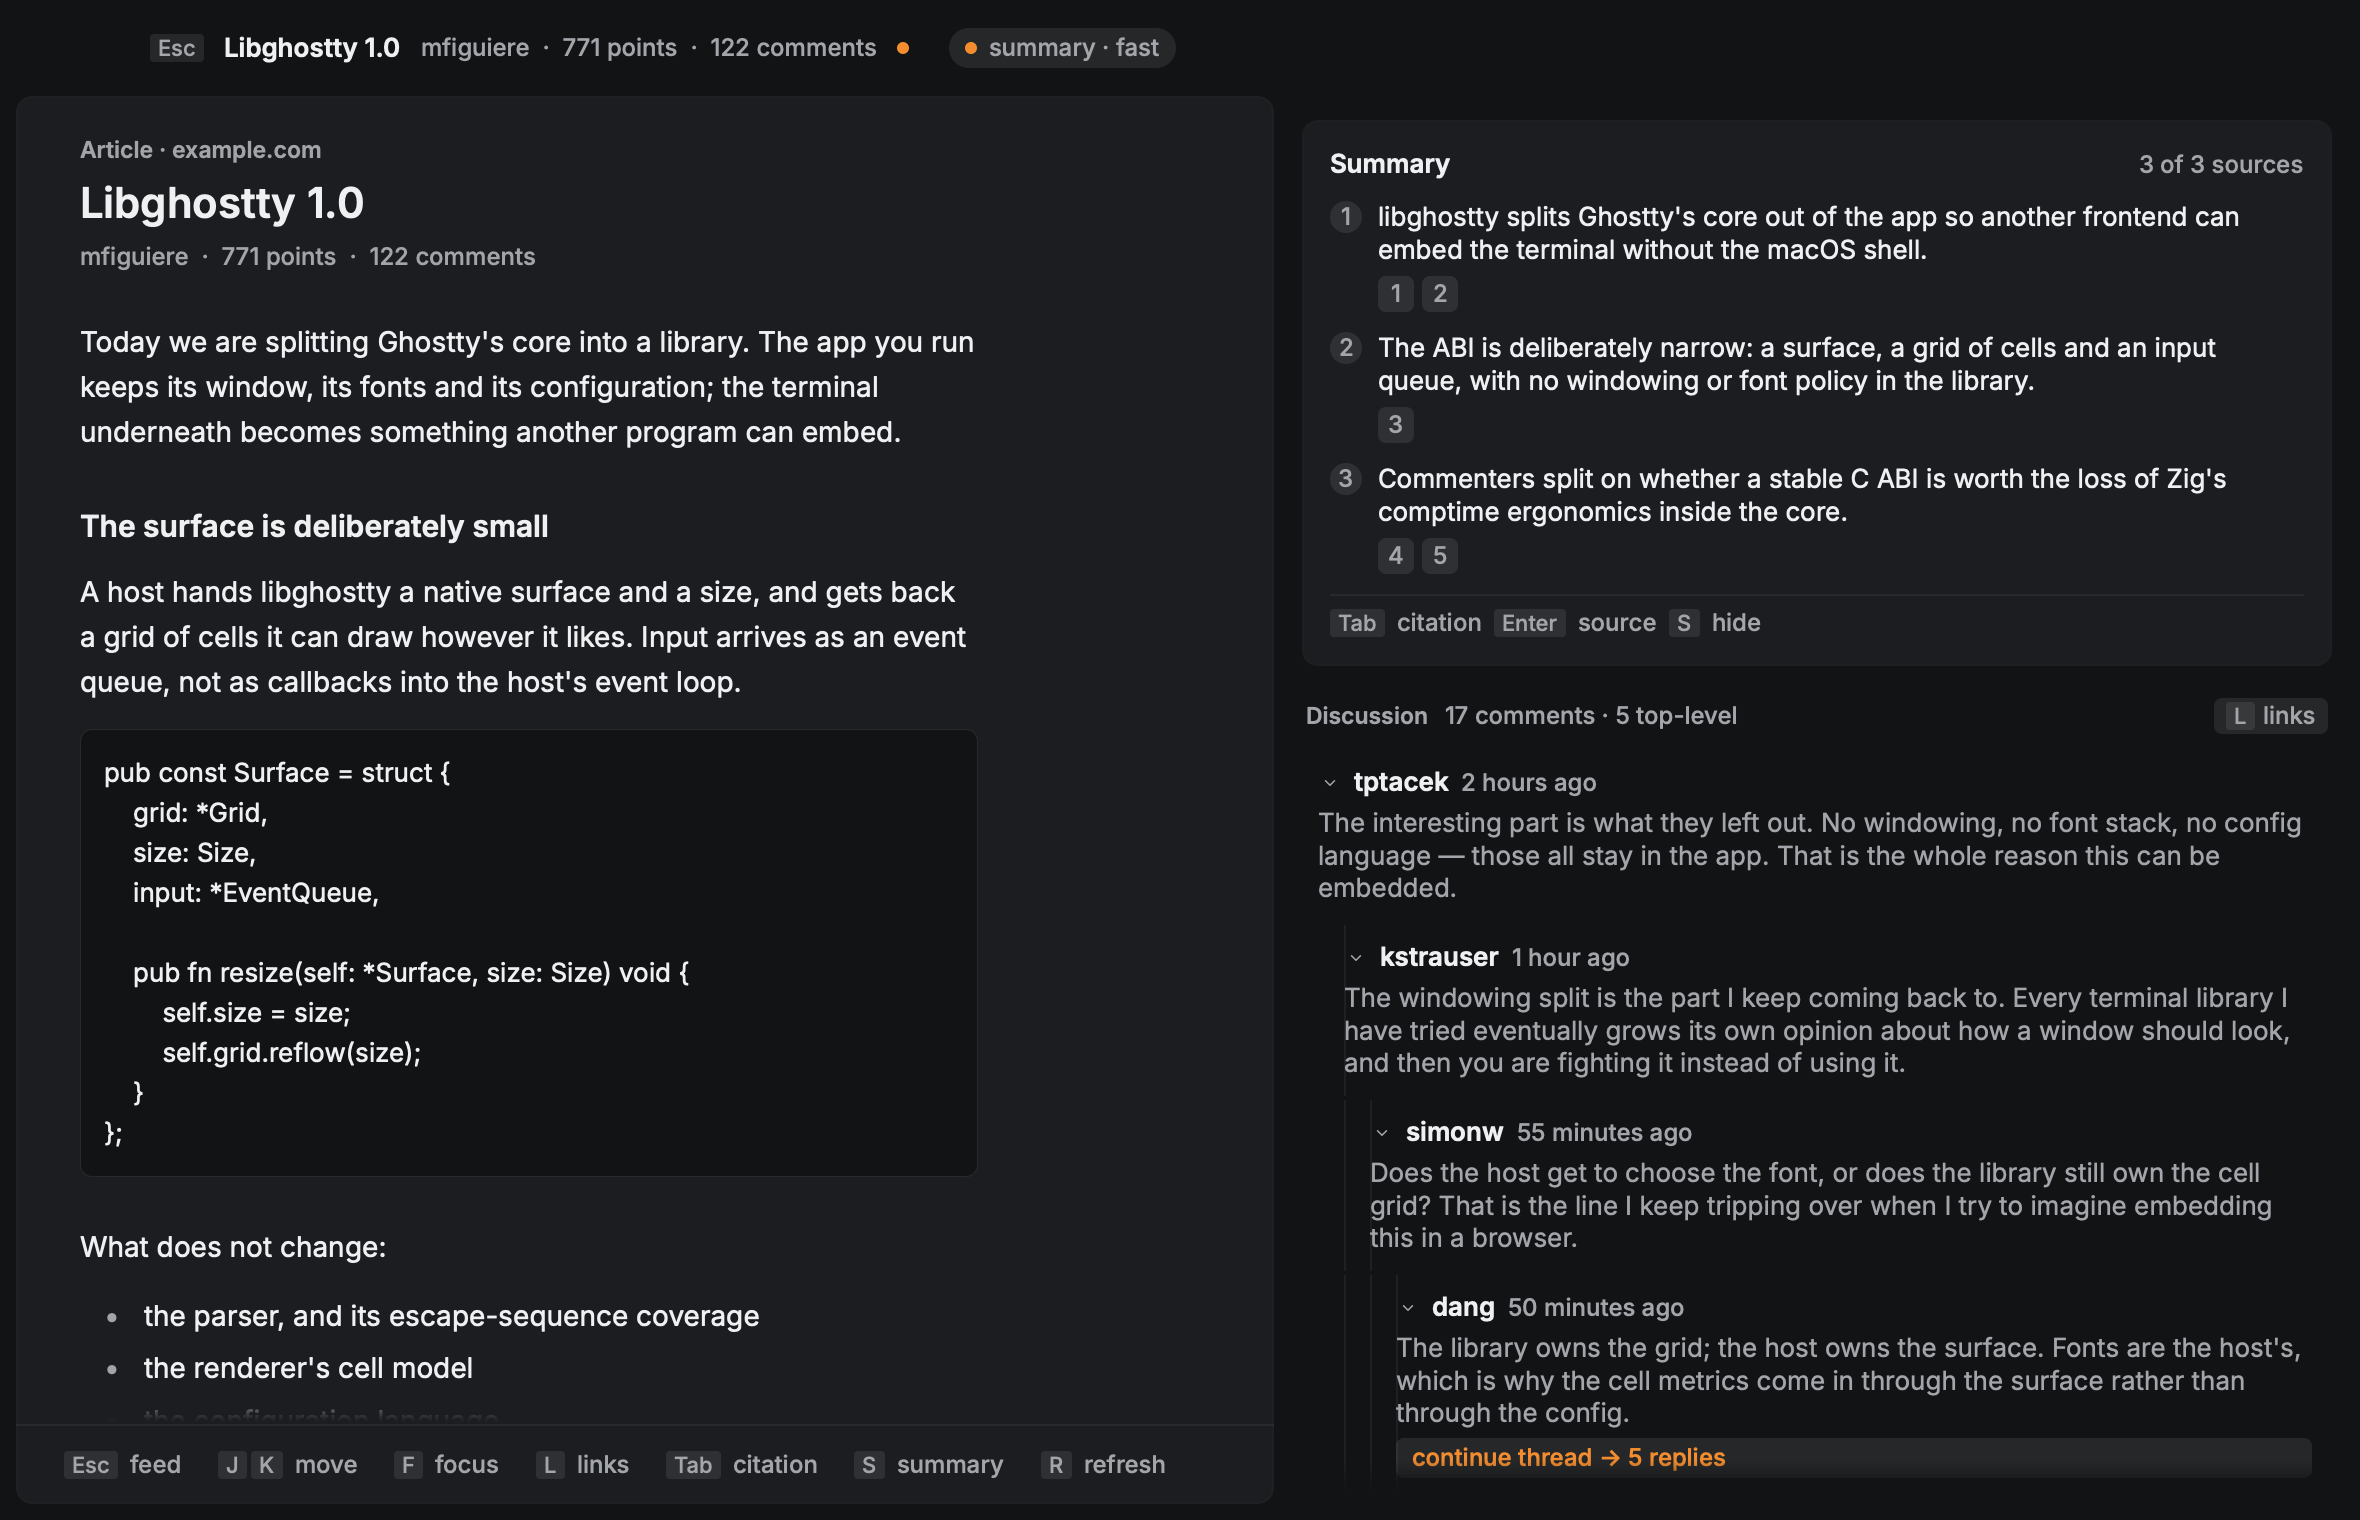 Esc Libghostty 1.0 mfiguiere · 771 points · 122 comments
summary · fast
Article · example.com
Libghostty 1.0
mfiguiere · 771 points · 122 comments
Today we are splitting Ghostty's core into a library. The app you run
keeps its window, its fonts and its configuration; the terminal
underneath becomes something another program can embed.
The surface is deliberately small
A host hands libghostty a native surface and a size, and gets back
a grid of cells it can draw however it likes. Input arrives as an event
queue, not as callbacks into the host's event loop.
pub const Surface = struct {
grid: *Grid,
size: Size,
input: *EventQueue,
pub fn resize(self: *Surface, size: Size) void {
self.size = size;
self.grid.reflow(size);
}
};
What does not change:
• the parser, and its escape-sequence coverage
• the renderer's cell model
• the configuration language
Esc feed J K move F focus L links Tab citation S summary R refresh
Summary 3 of 3 sources
1 libghostty splits Ghostty's core out of the app so another frontend can
embed the terminal without the macOS shell.
1 2
2 The ABI is deliberately narrow: a surface, a grid of cells and an input
queue, with no windowing or font policy in the library.
3
3 Commenters split on whether a stable C ABI is worth the loss of Zig's
comptime ergonomics inside the core.
4 5
Tab citation Enter source S hide
Discussion 17 comments · 5 top-level L links
tptacek 2 hours ago
The interesting part is what they left out. No windowing, no font stack, no config
language — those all stay in the app. That is the whole reason this can be
embedded.
kstrauser 1 hour ago
The windowing split is the part I keep coming back to. Every terminal library I
have tried eventually grows its own opinion about how a window should look,
and then you are fighting it instead of using it.
simonw 55 minutes ago
Does the host get to choose the font, or does the library still own the cell
grid? That is the line I keep tripping over when I try to imagine embedding
this in a browser.
dang 50 minutes ago
The library owns the grid; the host owns the surface. Fonts are the host's,
which is why the cell metrics come in through the surface rather than
through the config.
continue thread → 5 replies